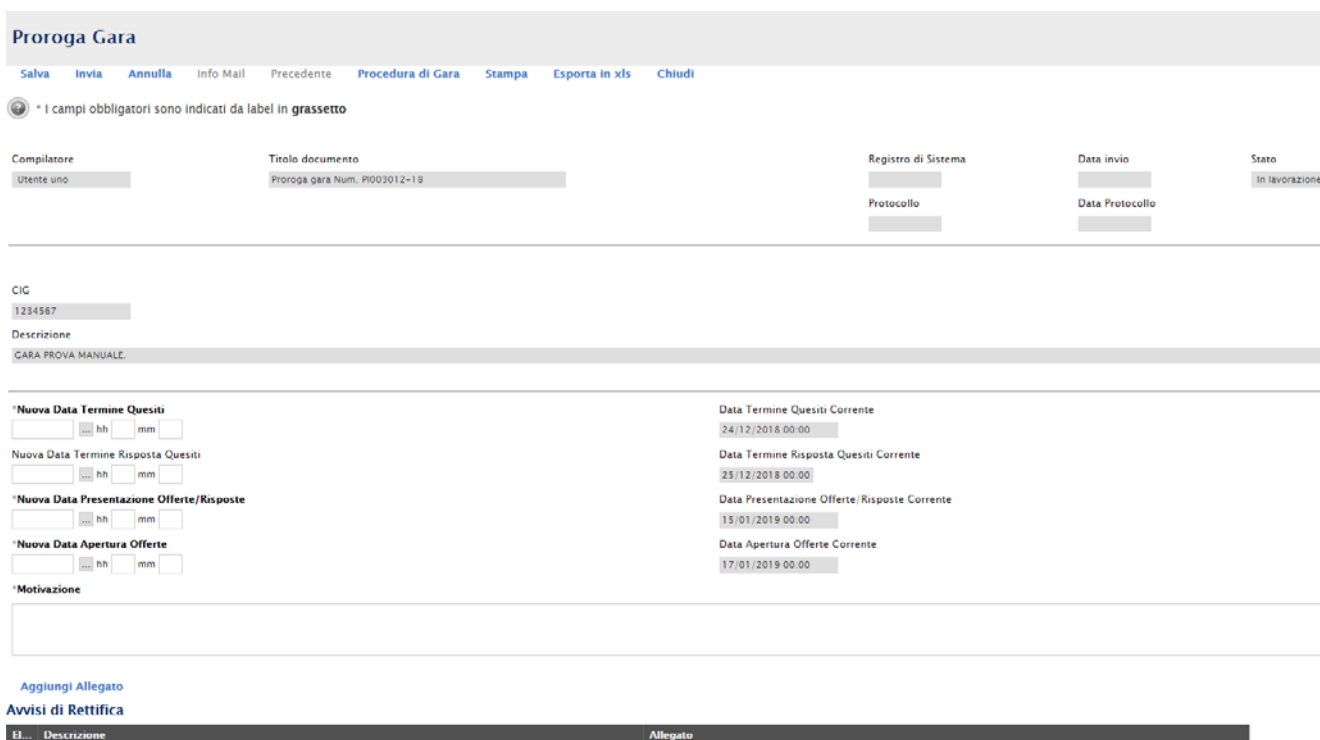 Proroga Gara
Salva Invia Annulla Info Mail Precedente Procedura di Gara Stampa Esporta in xls Chiudi
* I campi obbligatori sono indicati da label in grassetto
Compilatore Titolo documento Registro di Sistema Data invio Stato
Utente uno Proroga gara Num. PI003012-18 In lavorazione
Protocollo Data Protocollo
CIG
1234567
Descrizione
GARA PROVA MANUALE.
*Nuova Data Termine Quesiti Data Termine Quesiti Corrente
... hh mm 24/12/2018 00:00
Nuova Data Termine Risposta Quesiti Data Termine Risposta Quesiti Corrente
... hh mm 25/12/2018 00:00
*Nuova Data Presentazione Offerte/Risposte Data Presentazione Offerte/Risposte Corrente
... hh mm 15/01/2019 00:00
*Nuova Data Apertura Offerte Data Apertura Offerte Corrente
... hh mm 17/01/2019 00:00
*Motivazione
Aggiungi Allegato
Avvisi di Rettifica
El... Descrizione Allegato